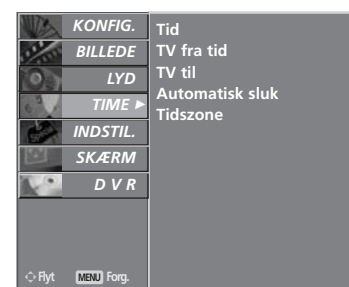 KONFIG.
BILLEDE
LYD
TIME ►
INDSTIL.
SKÆRM
D V R
Tid
TV fra tid
TV til
Automatisk sluk
Tidszone
Flyt MENU Forg.